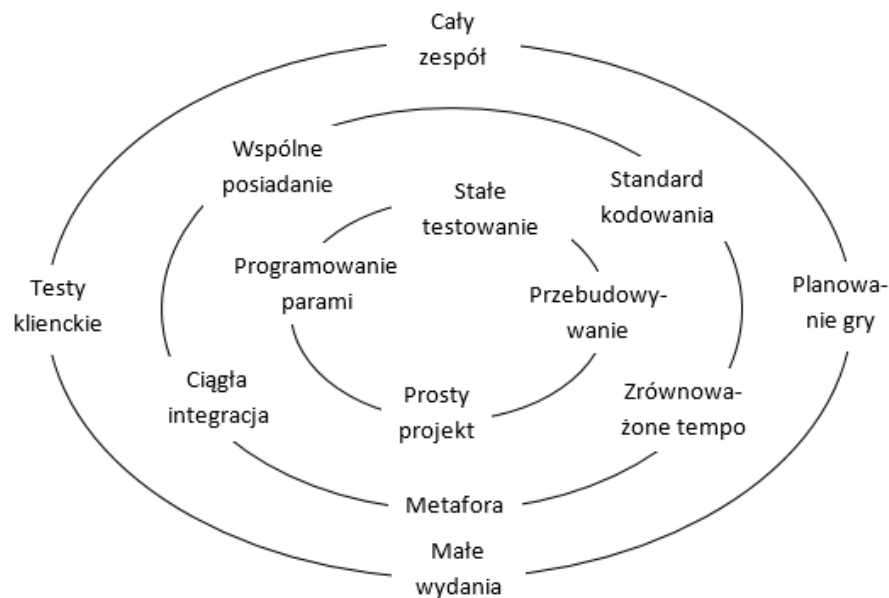 Cały
zespół
Wspólne
posiadanie
Stałe
testowanie
Standard
kodowania
Programowanie
parami
Przebudowy-
wanie
Testy
klienckie
Planowa-
nie gry
Ciągła
integracja
Prosty
projekt
Zrównowa-
żone tempo
Metafora
Małe
wydania